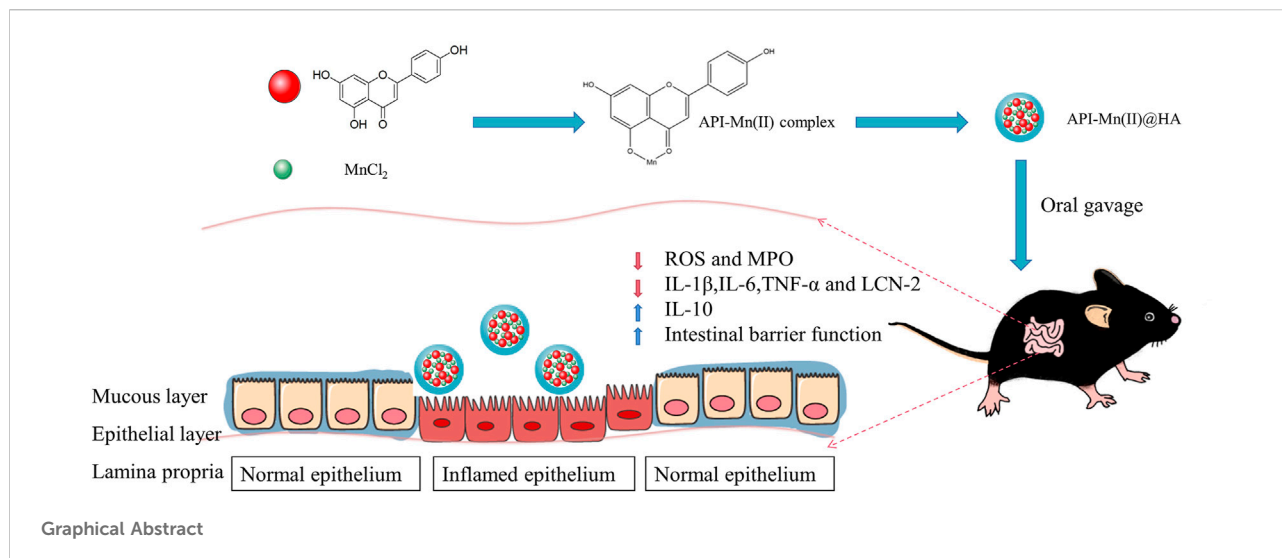 OH
HO
O
OH
O
MnCl₂
OH
HO
O
API-Mn(II) complex
O
O
Mn
API-Mn(II)@HA
Oral gavage
ROS and MPO
IL-1β,IL-6,TNF-α and LCN-2
IL-10
Intestinal barrier function
Mucous layer
Epithelial layer
Lamina propria
Normal epithelium
Inflamed epithelium
Normal epithelium
Graphical Abstract